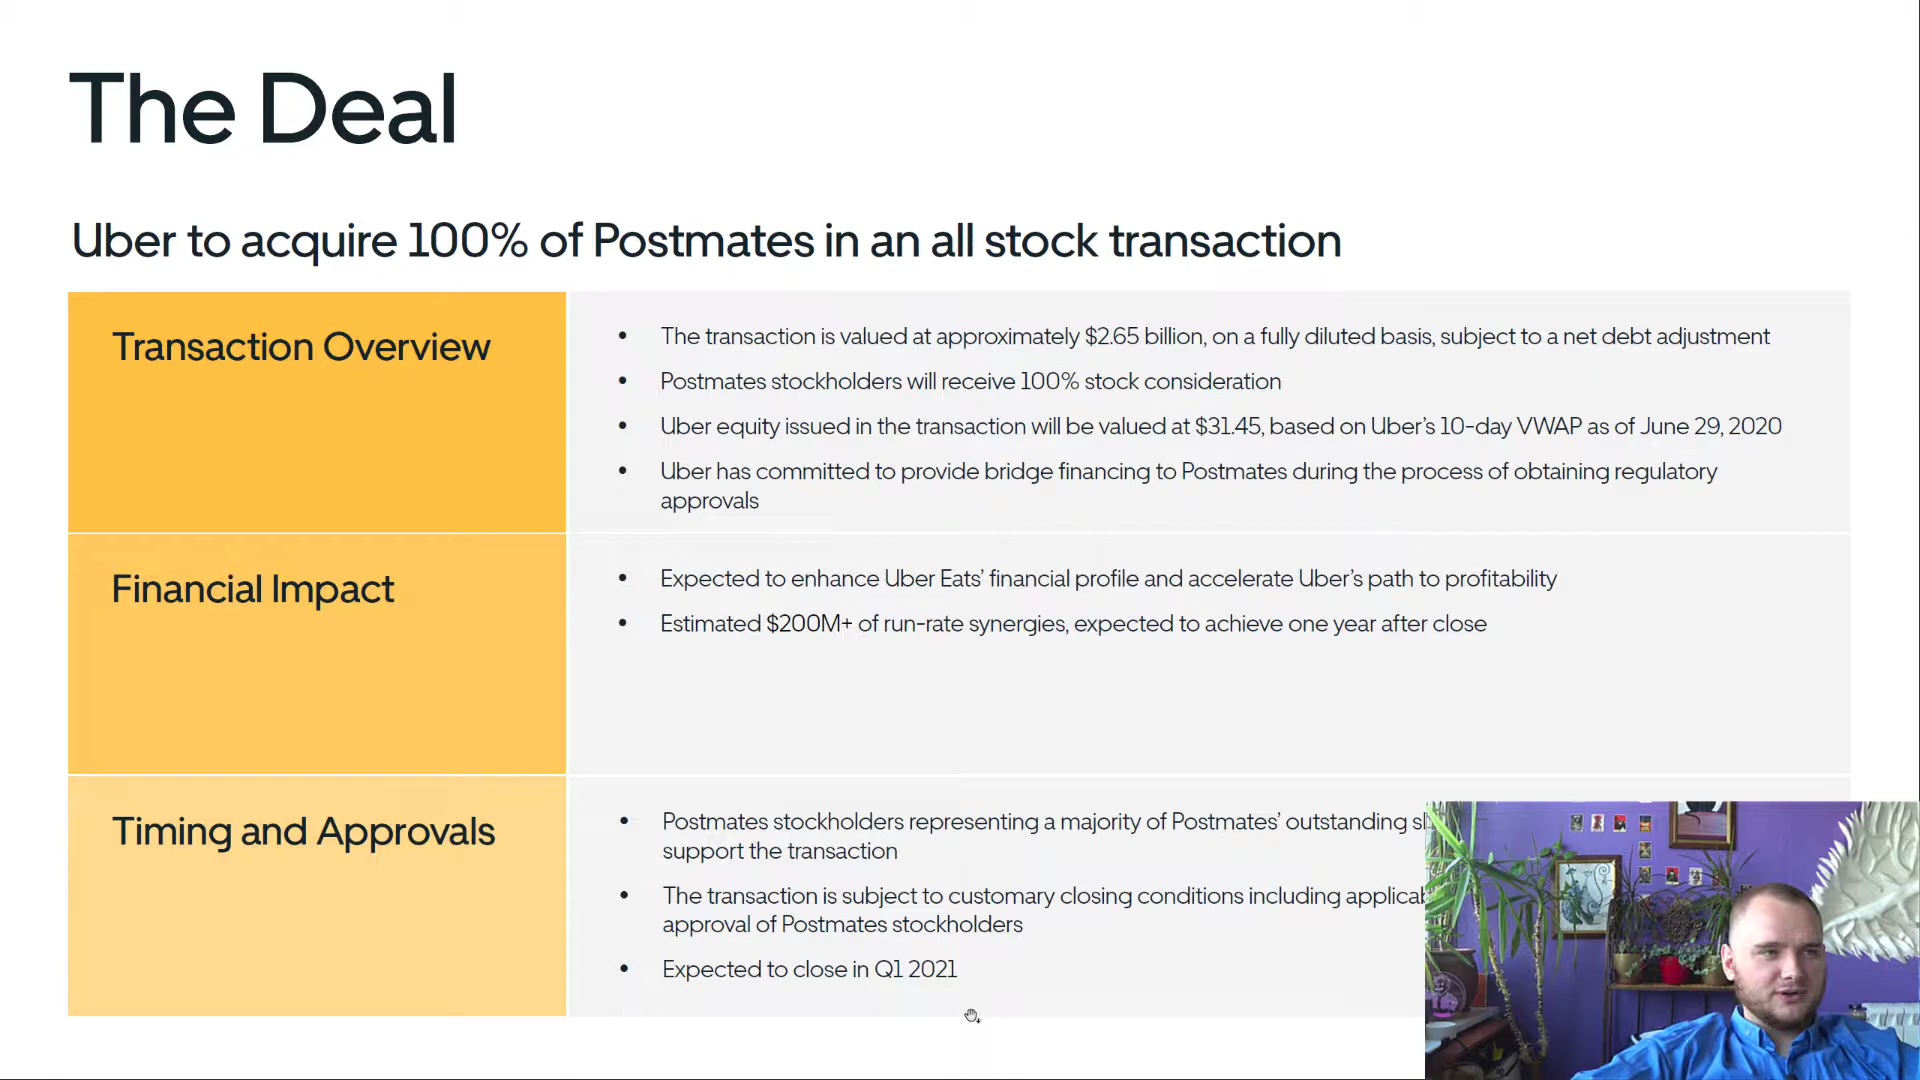 The Deal
Uber to acquire 100% of Postmates in an all stock transaction
Transaction Overview
• The transaction is valued at approximately $2.65 billion, on a fully diluted basis, subject to a net debt adjustment
• Postmates stockholders will receive 100% stock consideration
• Uber equity issued in the transaction will be valued at $31.45, based on Uber’s 10-day VWAP as of June 29, 2020
• Uber has committed to provide bridge financing to Postmates during the process of obtaining regulatory
approvals
Financial Impact
• Expected to enhance Uber Eats’ financial profile and accelerate Uber’s path to profitability
• Estimated $200M+ of run-rate synergies, expected to achieve one year after close
Timing and Approvals
• Postmates stockholders representing a majority of Postmates’ outstanding
support the transaction
• The transaction is subject to customary closing conditions including
approval of Postmates stockholders
• Expected to close in Q1 2021